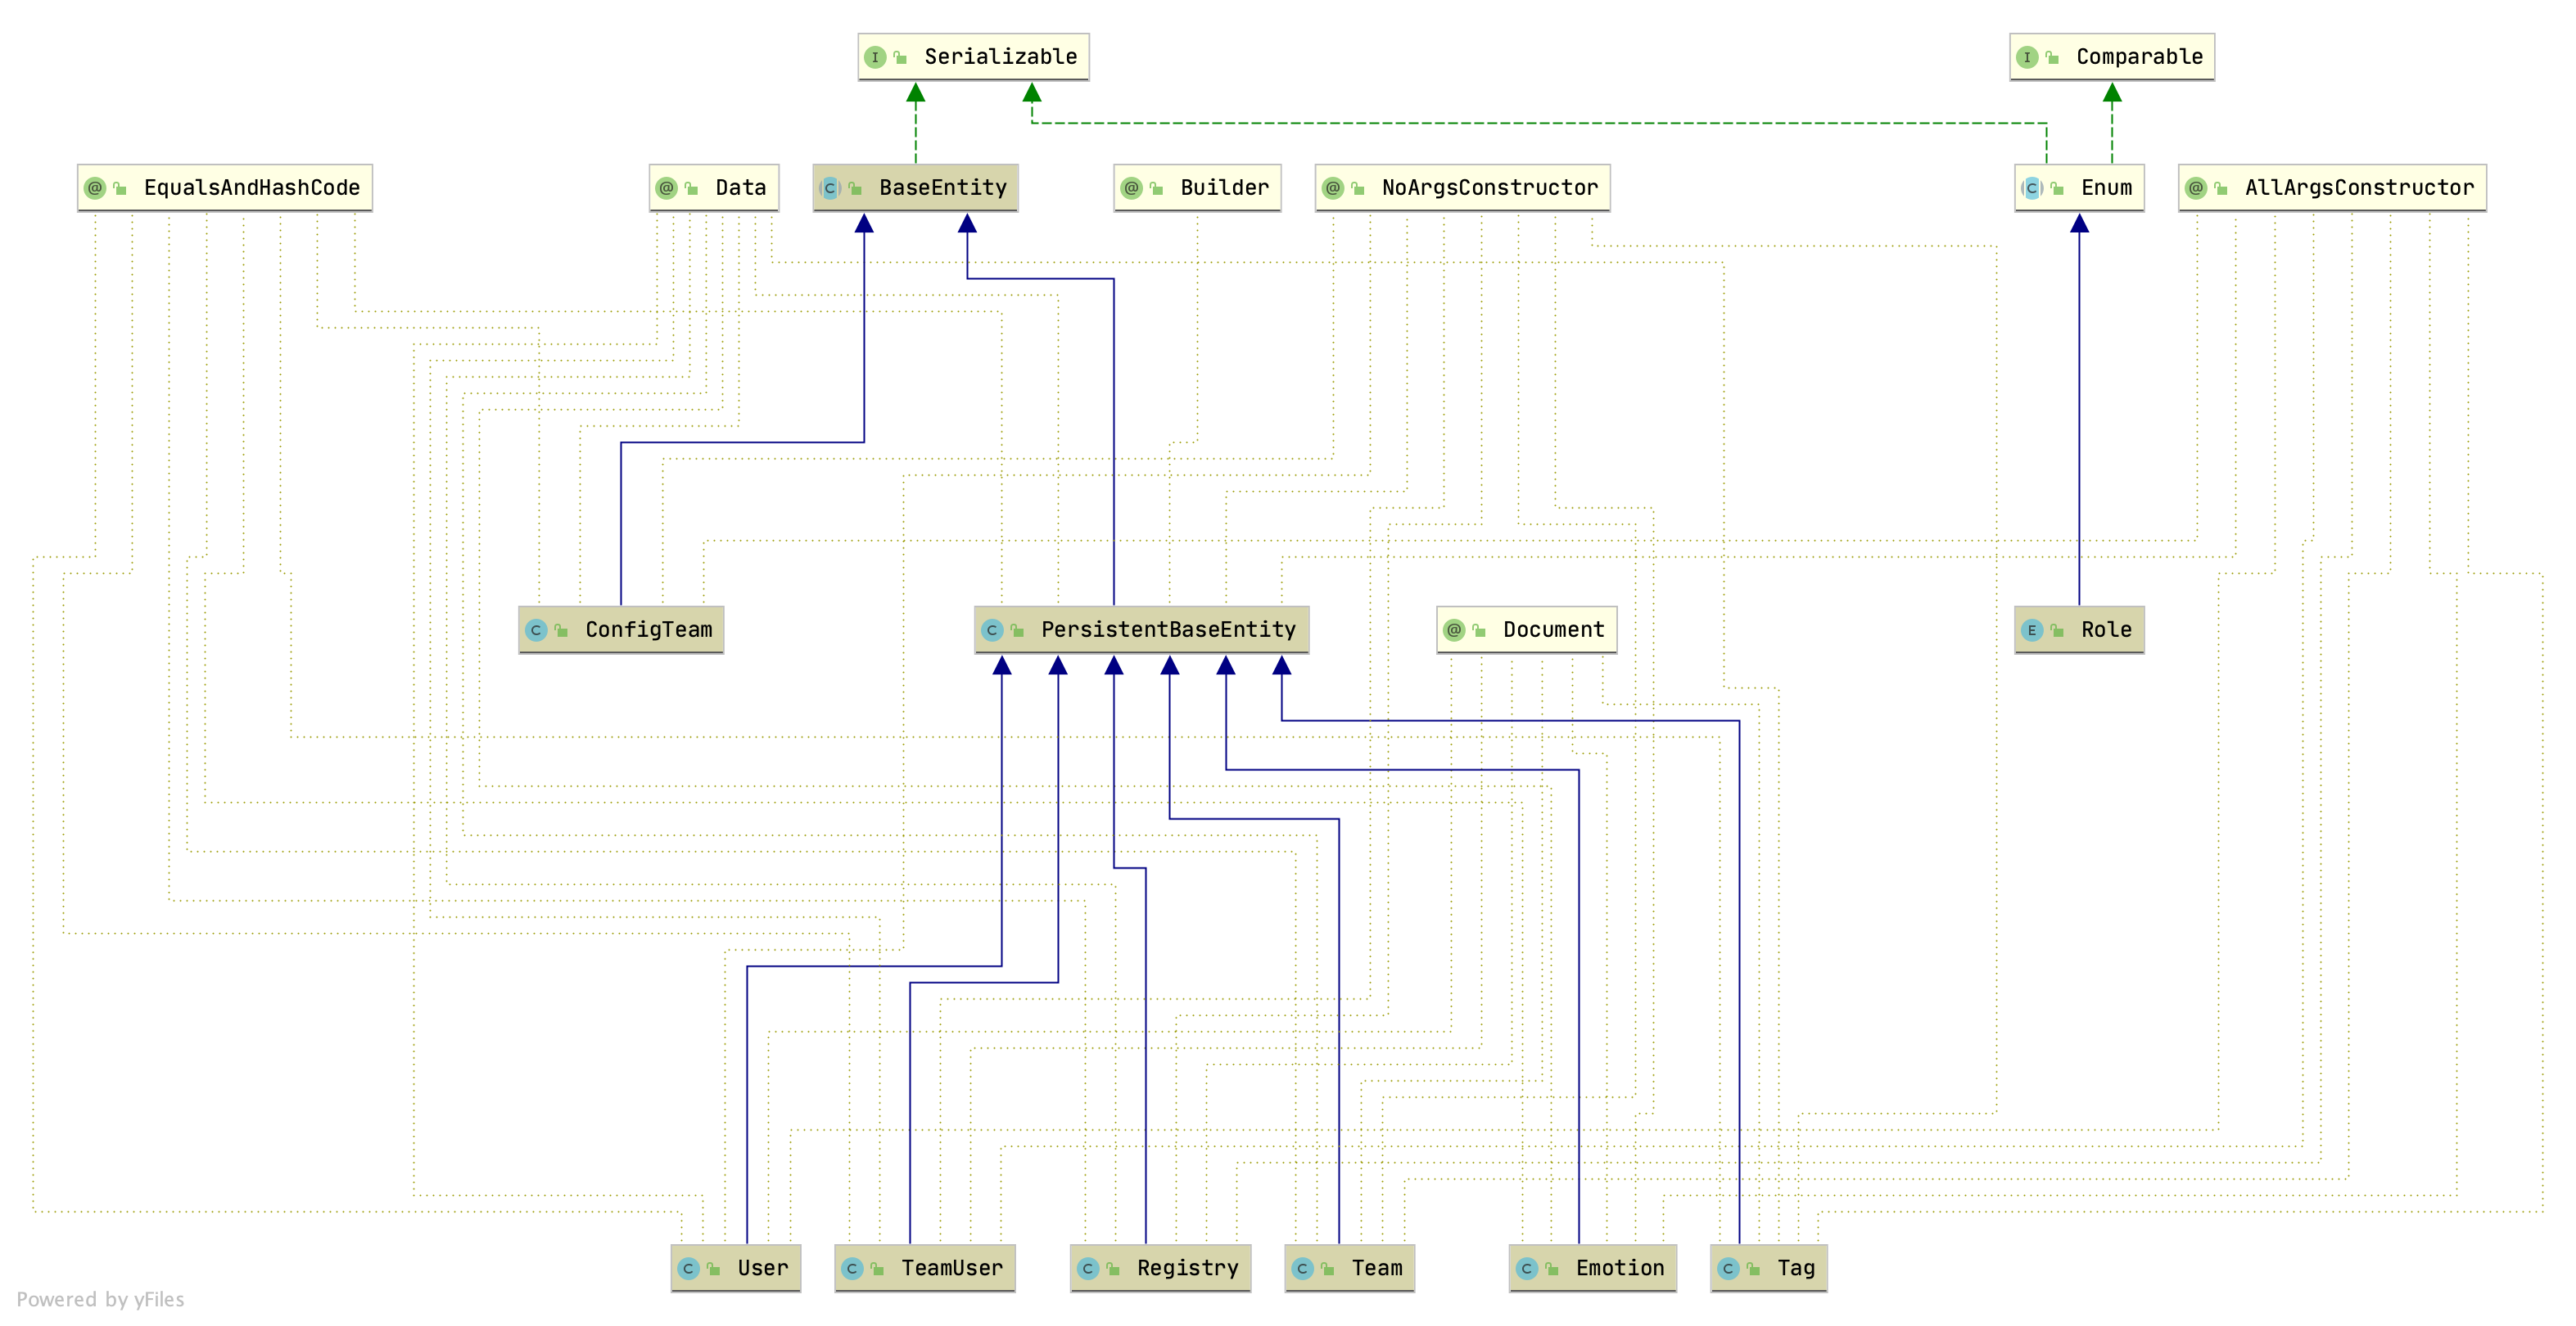 I Serializable
I Comparable
@ EqualsAndHashCode
@ Data
C BaseEntity
@ Builder
@ NoArgsConstructor
C Enum
@ AllArgsConstructor
C ConfigTeam
C PersistentBaseEntity
@ Document
E Role
C User
C TeamUser
C Registry
C Team
C Emotion
C Tag
Powered by yFiles